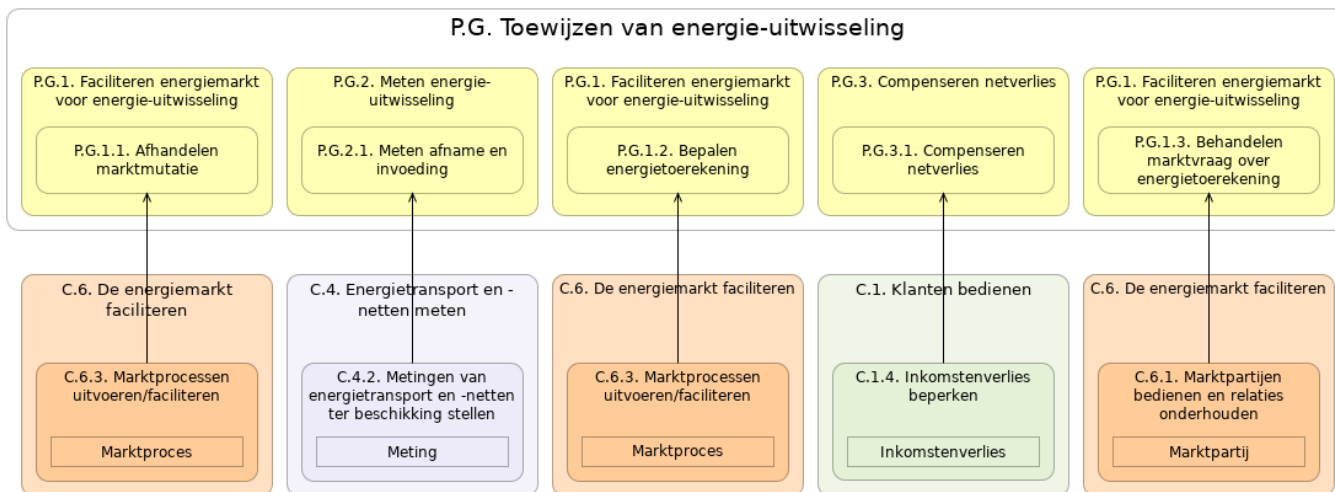 P.G. Toewijzen van energie-uitwisseling
P.G.1. Faciliteren energiemarkt
voor energie-uitwisseling
P.G.1.1. Afhandelen
marktmutatie
P.G.2. Meten energie-
uitwisseling
P.G.2.1. Meten afname en
invoeding
P.G.1. Faciliteren energiemarkt
voor energie-uitwisseling
P.G.1.2. Bepalen
energietoerekening
P.G.3. Compenseren netverlies
P.G.3.1. Compenseren
netverlies
P.G.1. Faciliteren energiemarkt
voor energie-uitwisseling
P.G.1.3. Behandelen
marktvraag over
energietoerekening
C.6. De energiemarkt
faciliteren
C.6.3. Marktprocessen
uitvoeren/faciliteren
Marktproces
C.4. Energietransport en -
netten meten
C.4.2. Metingen van
energietransport en -netten
ter beschikking stellen
Meting
C.6. De energiemarkt faciliteren
C.6.3. Marktprocessen
uitvoeren/faciliteren
Marktproces
C.1. Klanten bedienen
C.1.4. Inkomstenverlies
beperken
Inkomstenverlies
C.6. De energiemarkt faciliteren
C.6.1. Marktpartijen
bedienen en relaties
onderhouden
Marktpartij